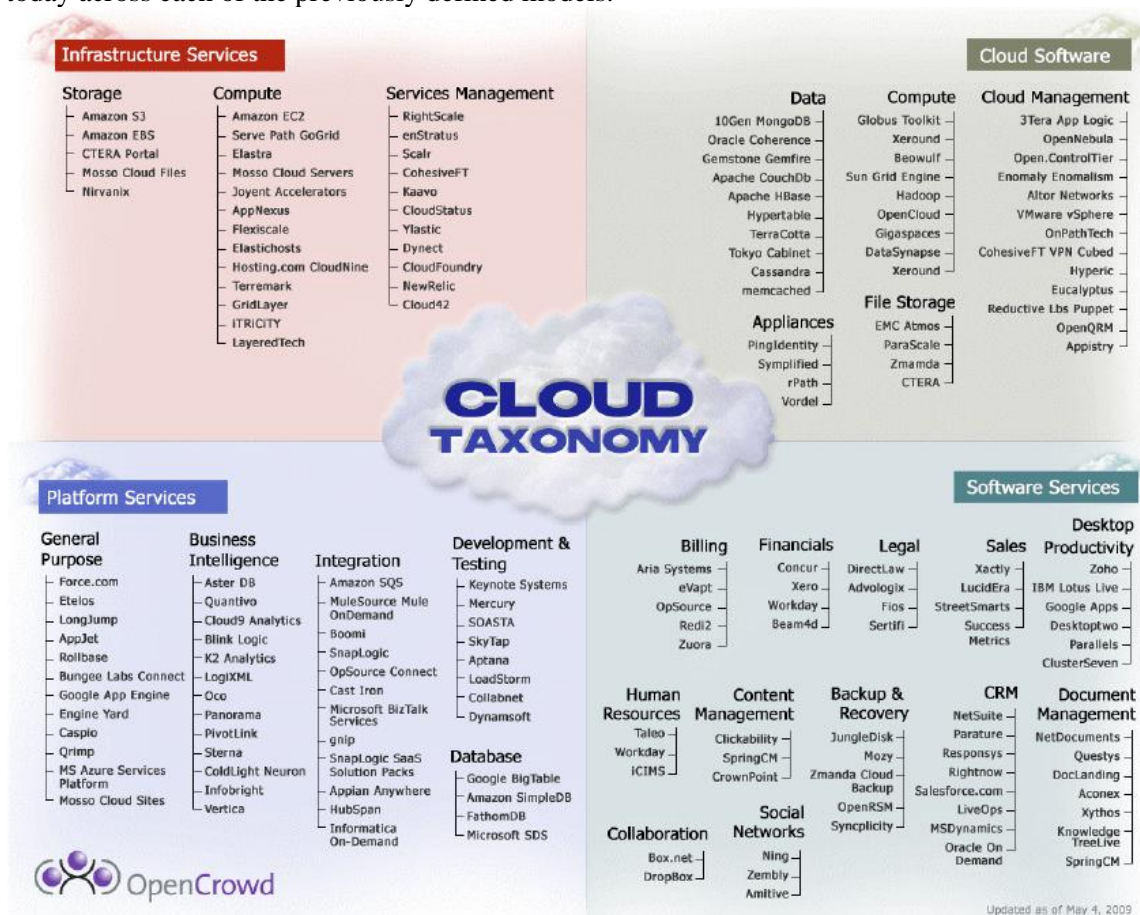 today across each of the previously defined models.
Infrastructure Services
Storage
Amazon S3
Amazon EBS
CTERA Portal
Mosso Cloud Files
Nirvanix
Compute
Amazon EC2
Serve Path GoGrid
Elastra
Mosso Cloud Servers
Joyent Accelerators
AppNexus
Flexiscale
Elastichosts
Hosting.com CloudNine
Terremark
GridLayer
ITRICITY
LayeredTech
Services Management
RightScale
enStratus
Scalr
CohesiveFT
Kaavo
CloudStatus
Ylastic
Dynect
CloudFoundry
NewRelic
Cloud42
Cloud Software
Data
10Gen MongoDB
Oracle Coherence
Gemstone Gemfire
Apache CouchDb
Apache HBase
Hypertable
TerraCotta
Tokyo Cabinet
Cassandra
memcached
Appliances
PingIdentity
Symplified
rPath
Vordel
Compute
Globus Toolkit
Xeround
Beowulf
Sun Grid Engine
Hadoop
OpenCloud
Gigaspaces
DataSynapse
Xeround
File Storage
EMC Atmos
ParaScale
Zmamda
CTERA
Cloud Management
3Tera App Logic
OpenNebula
Open.ControlTier
Enomaly Enomalism
Altor Networks
VMware vSphere
OnPathTech
CohesiveFT VPN Cubed
Hyperic
Eucalyptus
Reductive Lbs Puppet
OpenQRM
Appistry
CLOUD
TAXONOMY
Platform Services
General
Purpose
Force.com
Etelos
LongJump
AppJet
Rollbase
Bungee Labs Connect
Google App Engine
Engine Yard
Caspio
Qrimp
MS Azure Services
Platform
Mosso Cloud Sites
Business
Intelligence
Aster DB
Quantivo
Cloud9 Analytics
Blink Logic
K2 Analytics
LogiXML
Oco
Panorama
PivotLink
Sterna
ColdLight Neuron
Infobright
Vertica
Integration
Amazon SQS
MuleSource Mule
OnDemand
Boomi
SnapLogic
OpSource Connect
Cast Iron
Microsoft BizTalk
Services
gnip
SnapLogic SaaS
Solution Packs
Appian Anywhere
HubSpan
Informatica
On-Demand
Development &
Testing
Keynote Systems
Mercury
SOASTA
SkyTap
Aptana
LoadStorm
Collabnet
Dynamsoft
Database
Google BigTable
Amazon SimpleDB
FathomDB
Microsoft SDS
OpenCrowd
Software Services
Billing
Aria Systems
eVapt
OpSource
Redi2
Zuora
Financials
Concur
Xero
Workday
Beam4d
Legal
DirectLaw
Advologix
Fios
Sertifi
Sales
Xactly
LucidEra
StreetSmarts
Success
Metrics
Desktop
Productivity
Zoho
IBM Lotus Live
Google Apps
Desktoptwo
Parallels
ClusterSeven
Human
Resources
Taleo
Workday
iCIMS
Content
Management
Clickability
SpringCM
CrownPoint
Backup &
Recovery
JungleDisk
Mozy
Zmanda Cloud
Backup
OpenRSM
Syncplicity
CRM
NetSuite
Parature
Responsys
Rightnow
Salesforce.com
LiveOps
MSDynamics
Oracle On
Demand
Document
Management
NetDocuments
Questys
DocLanding
Aconex
Xythos
Knowledge
TreeLive
SpringCM
Collaboration
Box.net
DropBox
Social
Networks
Ning
Zembly
Amitive
Updated as of May 4, 2009